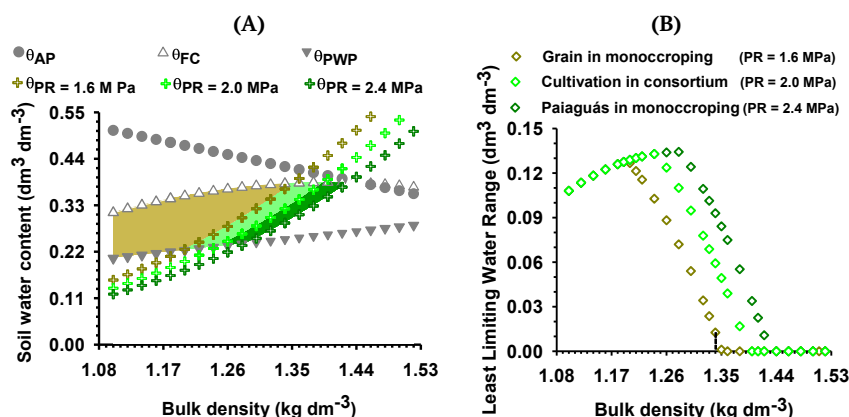 (A)
θAP θFC θPWP
θPR = 1.6 M Pa θPR = 2.0 MPa θPR = 2.4 MPa
Soil water content (dm³ dm⁻³)
0.55
0.44
0.33
0.22
0.11
0.00
1.08 1.17 1.26 1.35 1.44 1.53
Bulk density (kg dm⁻³)
(B)
Grain in monoccroping (PR = 1.6 MPa)
Cultivation in consortium (PR = 2.0 MPa)
Paiaguás in monoccroping (PR = 2.4 MPa)
Least Limiting Water Range (dm³ dm⁻³)
0.15
0.12
0.09
0.06
0.03
0.00
1.08 1.17 1.26 1.35 1.44 1.53
Bulk density (kg dm⁻³)